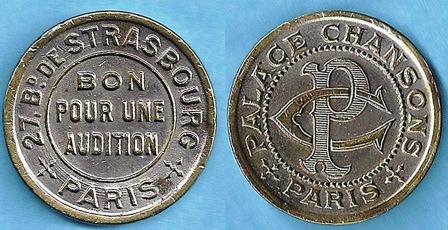 27. Bᴰ. DE STRASBOURG
BON
POUR UNE
AUDITION
PARIS
PALACE CHANSONS
PC
PARIS